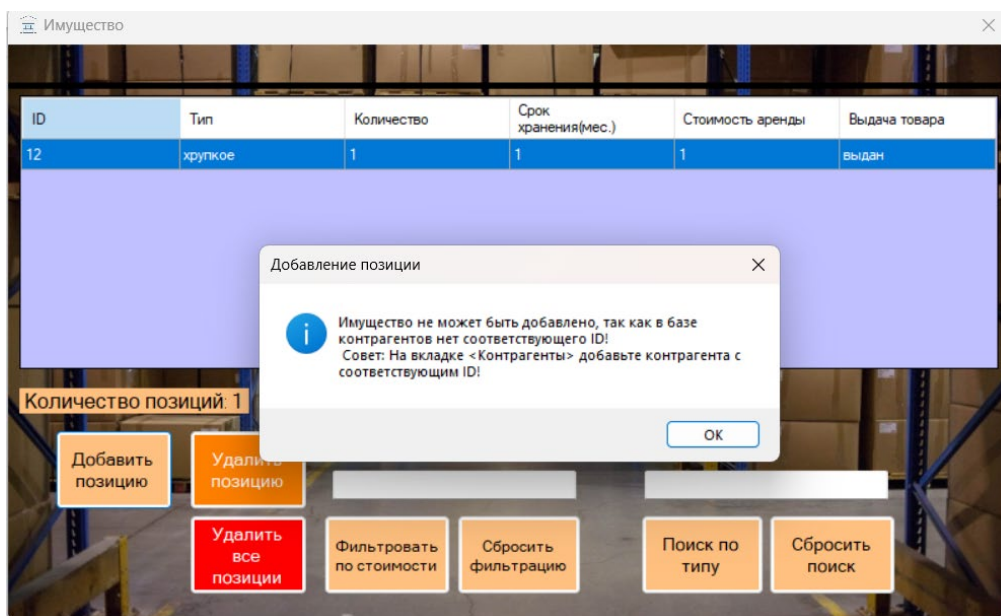 Имущество
ID Тип Количество Срок хранения(мес.) Стоимость аренды Выдача товара
12 хрупкое 1 1 1 выдан
Добавление позиции
Имущество не может быть добавлено, так как в базе
контрагентов нет соответствующего ID!
Совет: На вкладке <Контрагенты> добавьте контрагента с
соответствующим ID!
OK
Количество позиций: 1
Добавить
позицию
Удалить
позицию
Удалить
все
позиции
Фильтровать
по стоимости
Сбросить
фильтрацию
Поиск по
типу
Сбросить
поиск